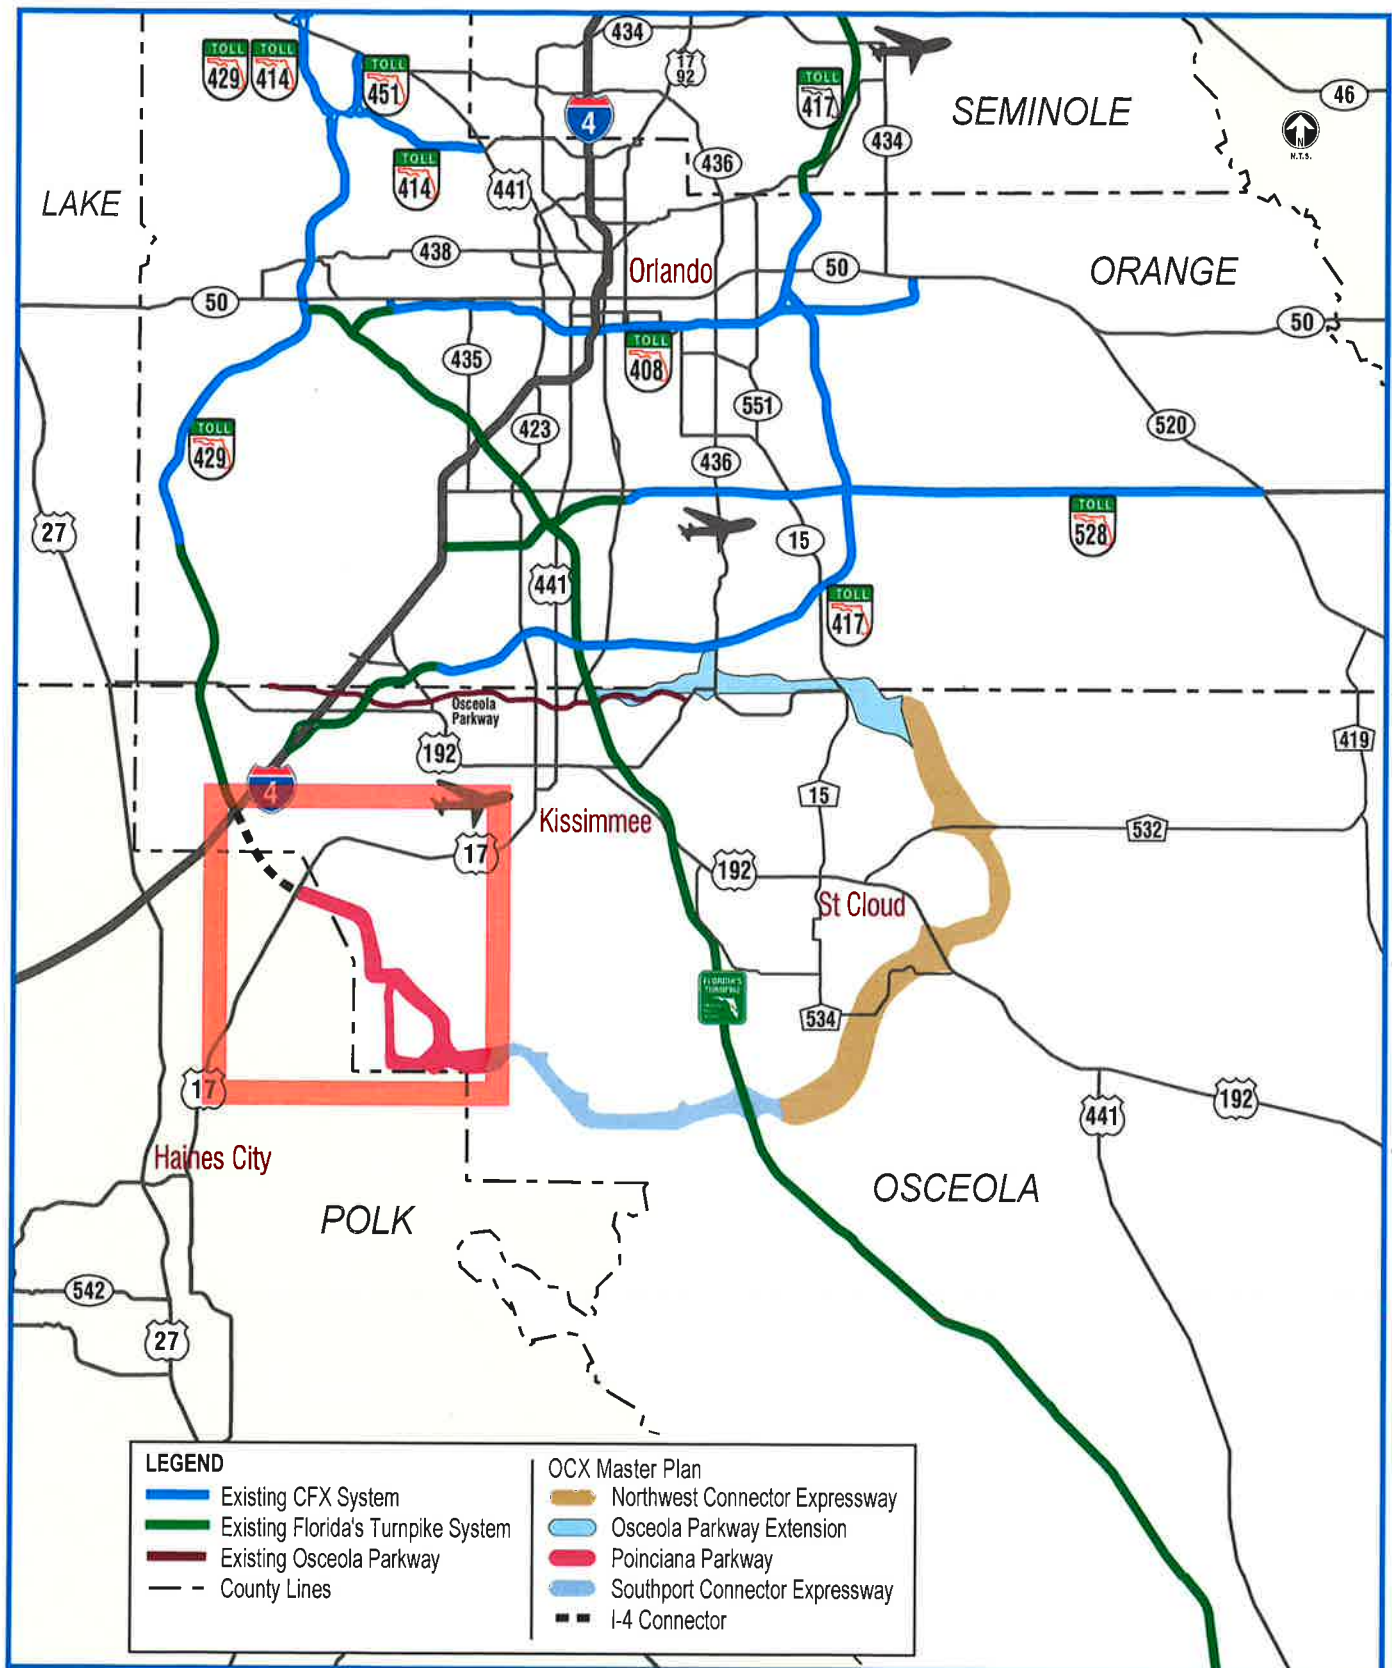 434
TOLL
429
TOLL
414
TOLL
451
17
92
4
TOLL
417
SEMINOLE
46
N
N.T.S.
434
436
TOLL
414
441
LAKE
438
Orlando
50
ORANGE
50
50
435
TOLL
408
551
423
520
TOLL
429
436
27
TOLL
528
15
441
TOLL
417
Osceola
Parkway
192
419
4
15
Kissimmee
532
17
192
St Cloud
FLORIDA'S
TURNPIKE
534
17
192
441
Haines City
OSCEOLA
POLK
542
27
LEGEND
Existing CFX System
Existing Florida's Turnpike System
Existing Osceola Parkway
County Lines
OCX Master Plan
Northwest Connector Expressway
Osceola Parkway Extension
Poinciana Parkway
Southport Connector Expressway
I-4 Connector